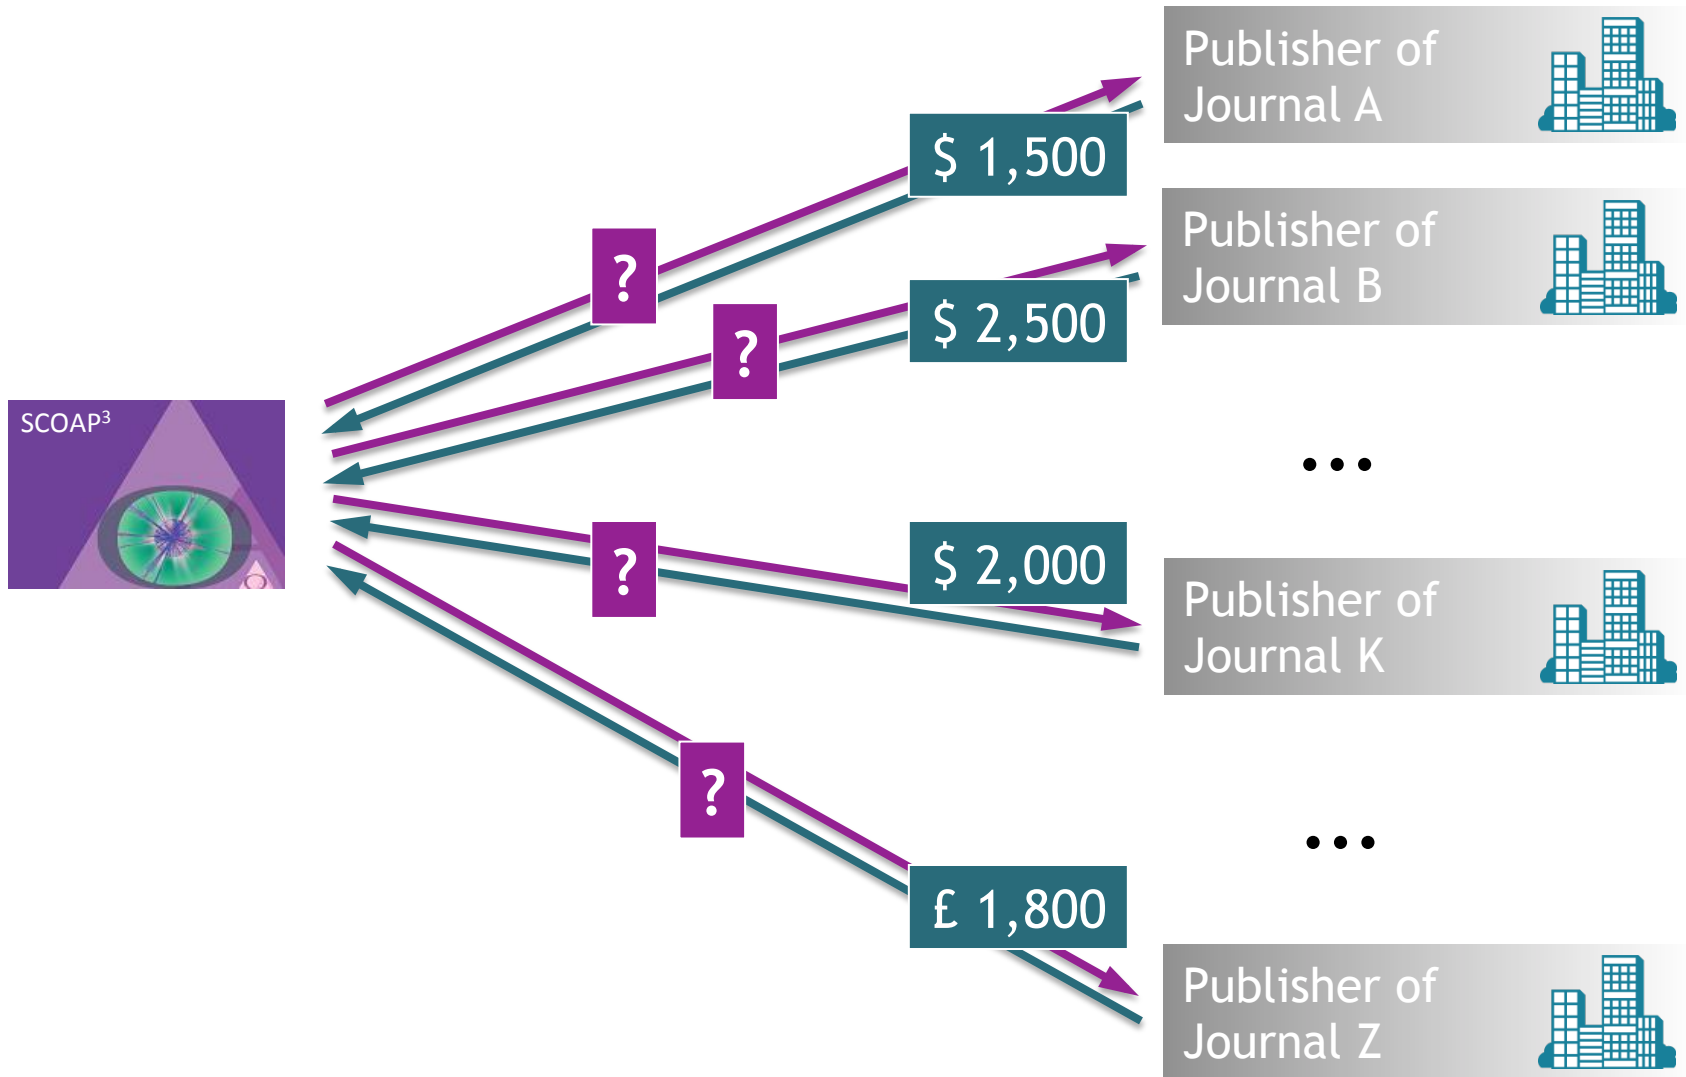 Publisher of
Journal A
$ 1,500
Publisher of
Journal B
?
$ 2,500
?
SCOAP³
...
$ 2,000
?
Publisher of
Journal K
?
...
£ 1,800
Publisher of
Journal Z